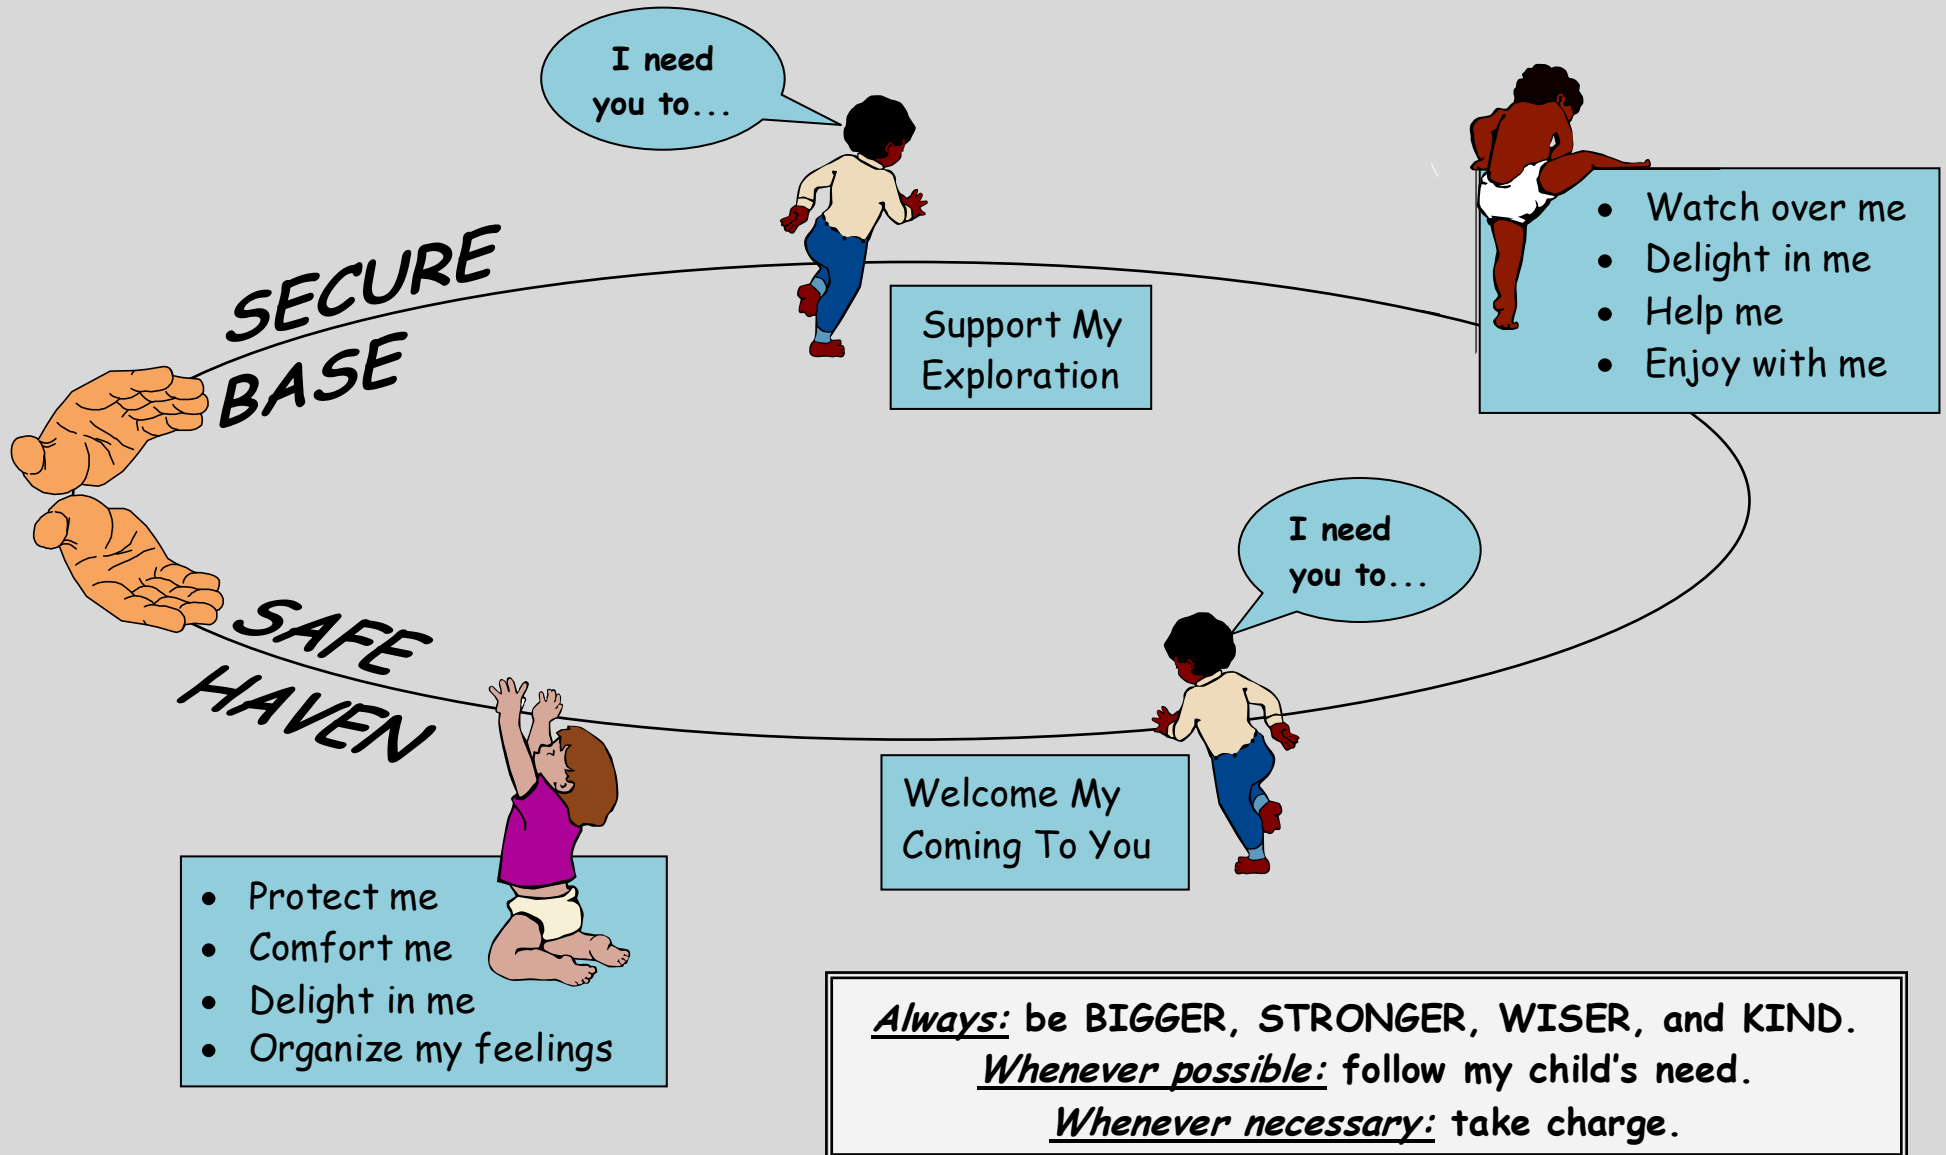 I need
you to...
SECURE
BASE
Support My
Exploration
• Watch over me
• Delight in me
• Help me
• Enjoy with me
I need
you to...
Welcome My
Coming To You
SAFE
HAVEN
• Protect me
• Comfort me
• Delight in me
• Organize my feelings
Always: be BIGGER, STRONGER, WISER, and KIND.
Whenever possible: follow my child's need.
Whenever necessary: take charge.